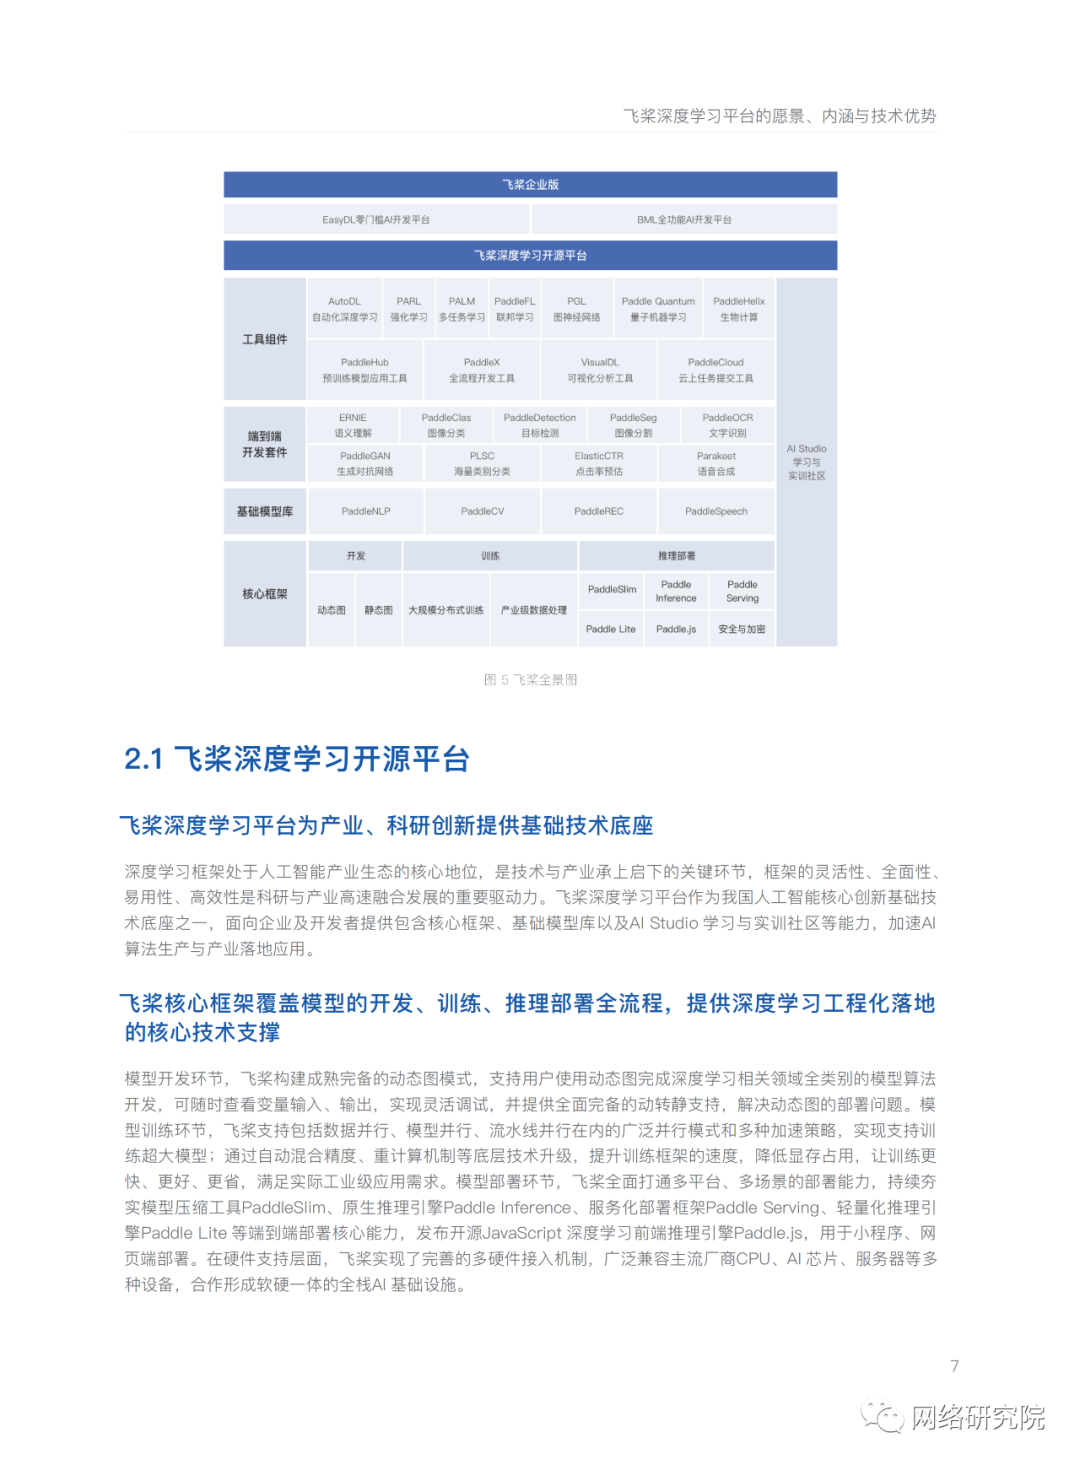 飞桨深度学习平台的愿景、内涵与技术优势
飞桨企业版
EasyDL零门槛AI开发平台
BML全功能AI开发平台
飞桨深度学习开源平台
工具组件
AutoDL
自动化深度学习
PARL
强化学习
PALM
多任务学习
PaddleFL
联邦学习
PGL
图神经网络
Paddle Quantum
量子机器学习
PaddleHelix
生物计算
PaddleHub
预训练模型应用工具
PaddleX
全流程开发工具
VisualDL
可视化分析工具
PaddleCloud
云上任务提交工具
端到端
开发套件
ERNIE
语义理解
PaddleClas
图像分类
PaddleDetection
目标检测
PaddleSeg
图像分割
PaddleOCR
文字识别
PaddleGAN
生成对抗网络
PLSC
海量类别分类
ElasticCTR
点击率预估
Parakeet
语音合成
AI Studio
学习与
实训社区
基础模型库
PaddleNLP
PaddleCV
PaddleREC
PaddleSpeech
核心框架
开发
训练
推理部署
动态图
静态图
大规模分布式训练
产业级数据处理
PaddleSlim
Paddle
Inference
Paddle
Serving
Paddle Lite
Paddle.js
安全与加密
图 5 飞桨全景图
2.1 飞桨深度学习开源平台
飞桨深度学习平台为产业、科研创新提供基础技术底座
深度学习框架处于人工智能产业生态的核心地位，是技术与产业承上启下的关键环节，框架的灵活性、全面性、
易用性、高效性是科研与产业高速融合发展的重要驱动力。飞桨深度学习平台作为我国人工智能核心创新基础技
术底座之一，面向企业及开发者提供包含核心框架、基础模型库以及AI Studio 学习与实训社区等能力，加速AI
算法生产与产业落地应用。
飞桨核心框架覆盖模型的开发、训练、推理部署全流程，提供深度学习工程化落地
的核心技术支撑
模型开发环节，飞桨构建成熟完备的动态图模式，支持用户使用动态图完成深度学习相关领域全类别的模型算法
开发，可随时查看变量输入、输出，实现灵活调试，并提供全面完备的动转静支持，解决动态图的部署问题。模
型训练环节，飞桨支持包括数据并行、模型并行、流水线并行在内的广泛并行模式和多种加速策略，实现支持训
练超大模型；通过自动混合精度、重计算机制等底层技术升级，提升训练框架的速度，降低显存占用，让训练更
快、更好、更省，满足实际工业级应用需求。模型部署环节，飞桨全面打通多平台、多场景的部署能力，持续夯
实模型压缩工具PaddleSlim、原生推理引擎Paddle Inference、服务化部署框架Paddle Serving、轻量化推理引
擎Paddle Lite 等端到端部署核心能力，发布开源JavaScript 深度学习前端推理引擎Paddle.js，用于小程序、网
页端部署。在硬件支持层面，飞桨实现了完善的多硬件接入机制，广泛兼容主流厂商CPU、AI 芯片、服务器等多
种设备，合作形成软硬一体的全栈AI 基础设施。
7
网络研究院